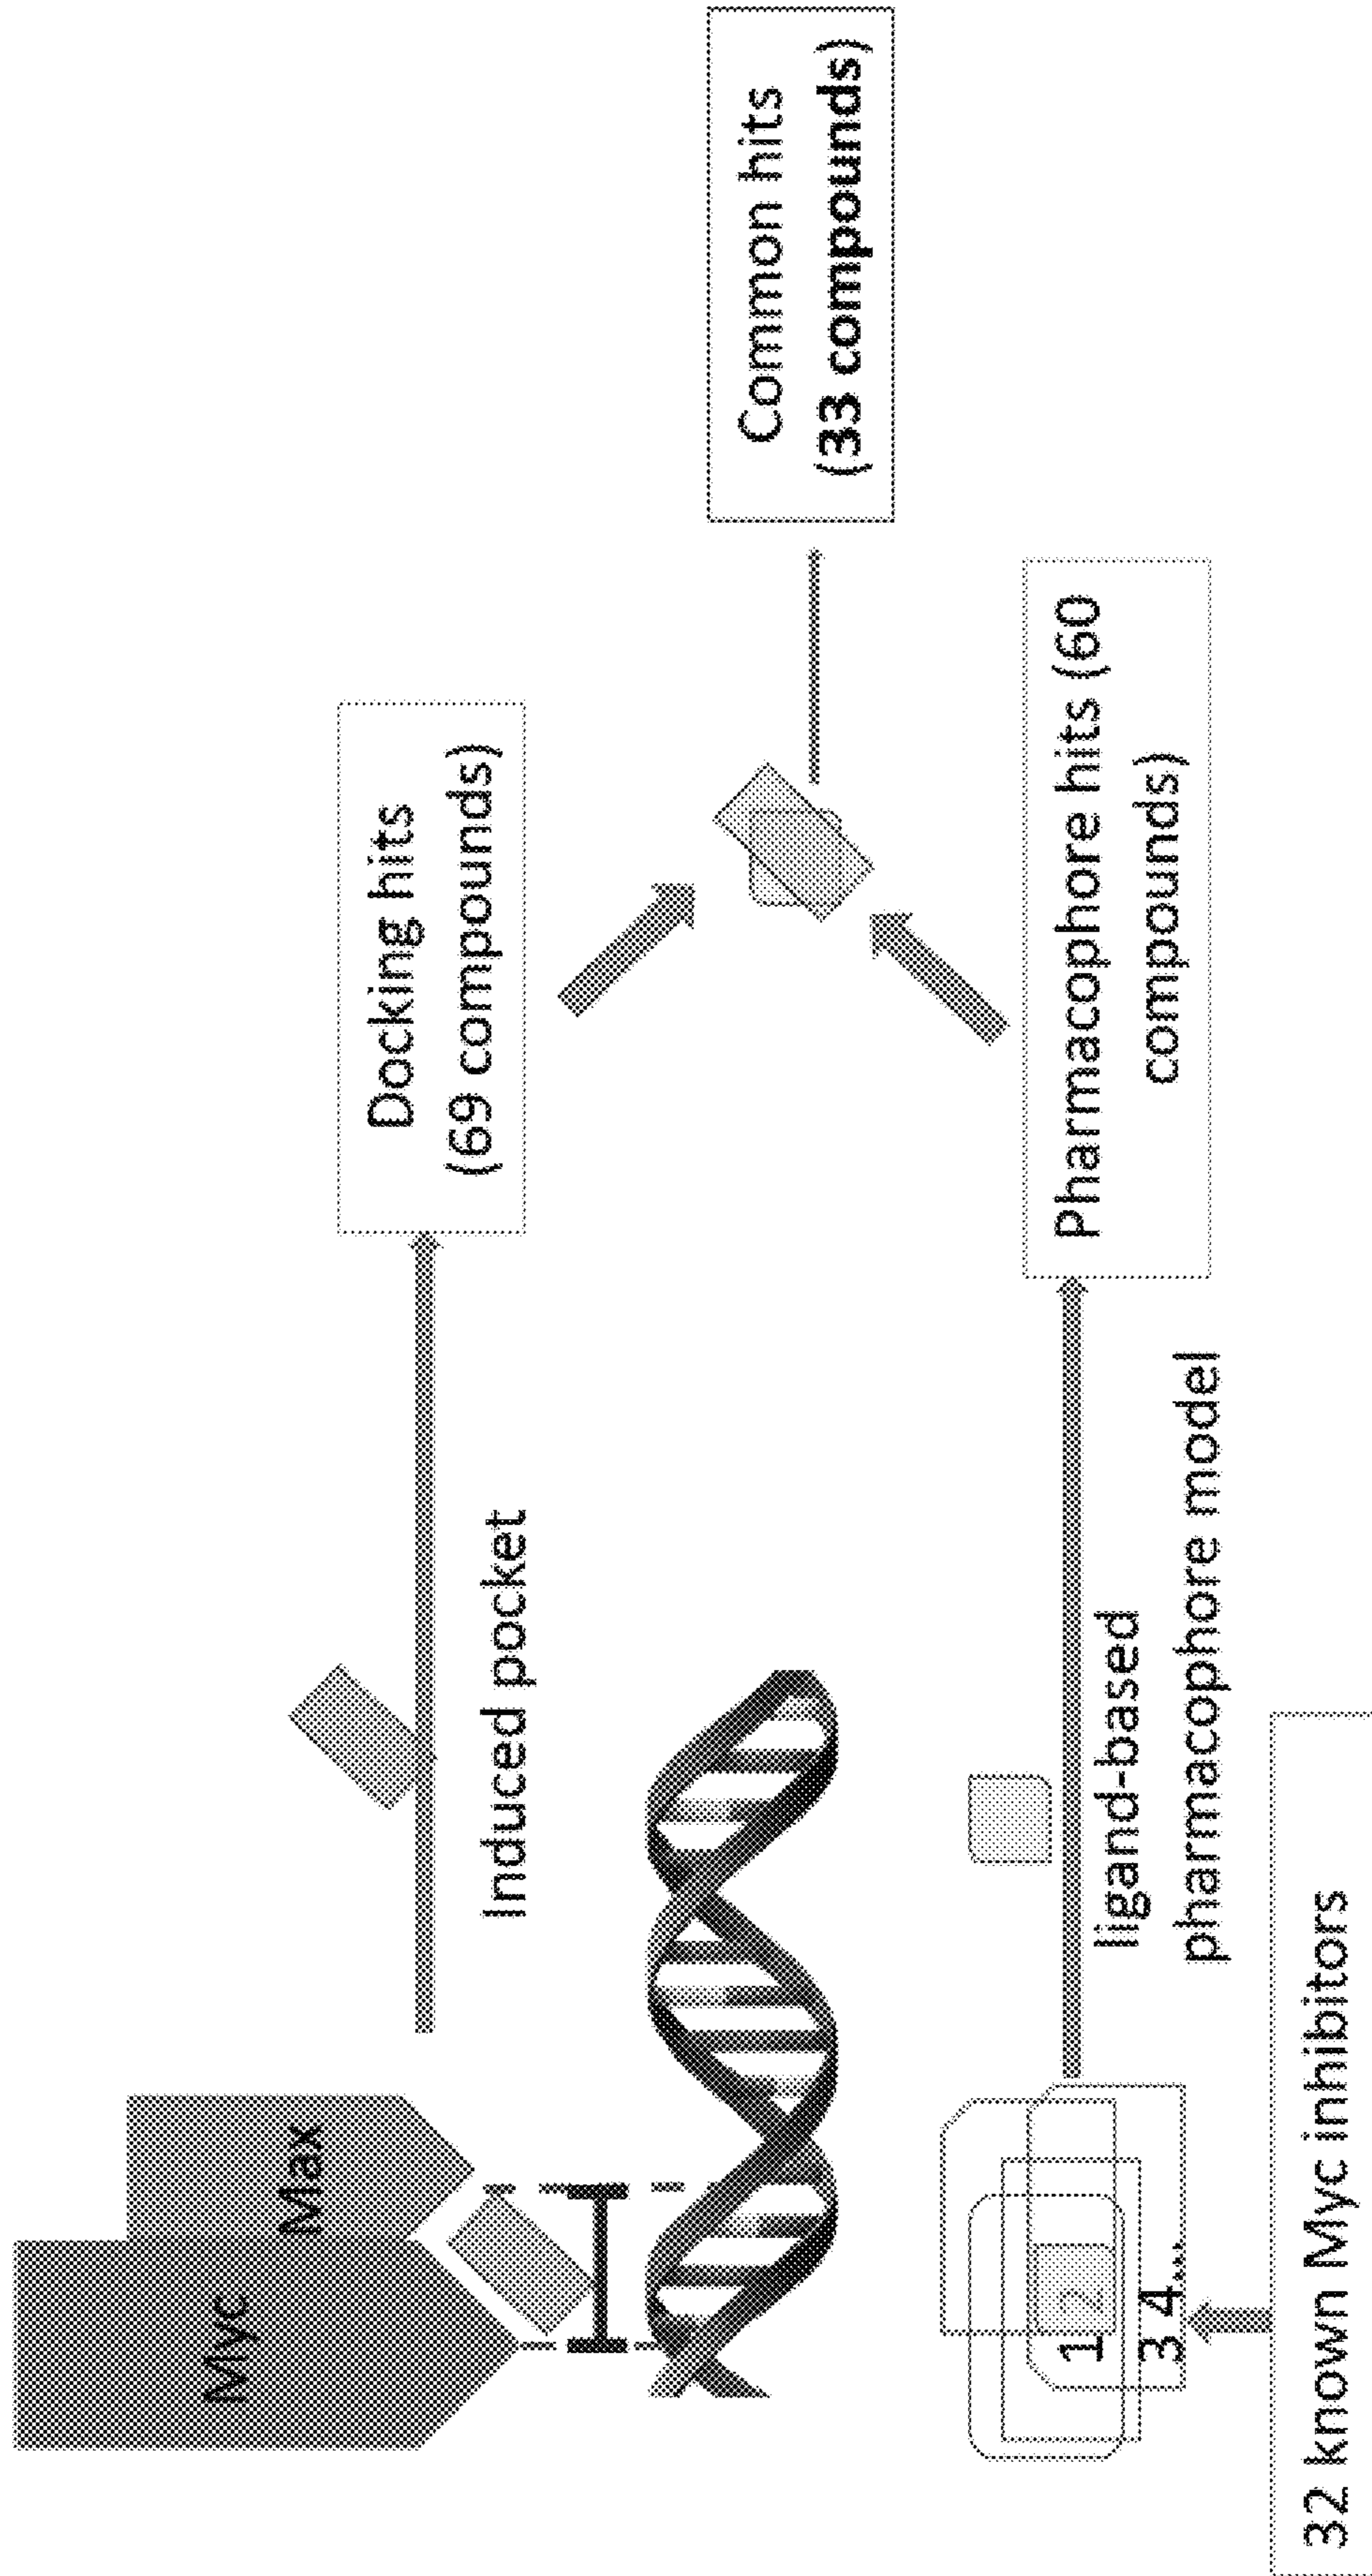 Myc
Max
Induced pocket
Docking hits
(69 compounds)
Common hits
(33 compounds)
1 2
3 4...
ligand-based
pharmacophore model
Pharmacophore hits (60
compounds)
32 known Myc inhibitors